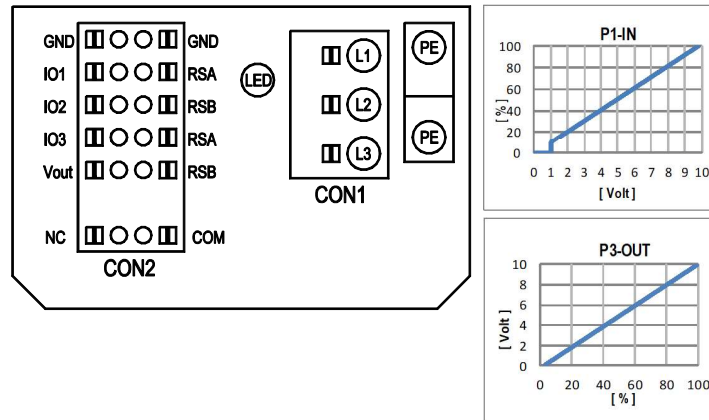 GND GND
IO1 RSA
IO2 RSB
IO3 RSA
Vout RSB
NC COM
CON2
LED
L1
L2
L3
CON1
PE
PE
P1-IN
[ % ]
100
80
60
40
20
0
0 1 2 3 4 5 6 7 8 9 10
[ Volt ]
P3-OUT
[ Volt ]
10
8
6
4
2
0
0 20 40 60 80 100
[ % ]